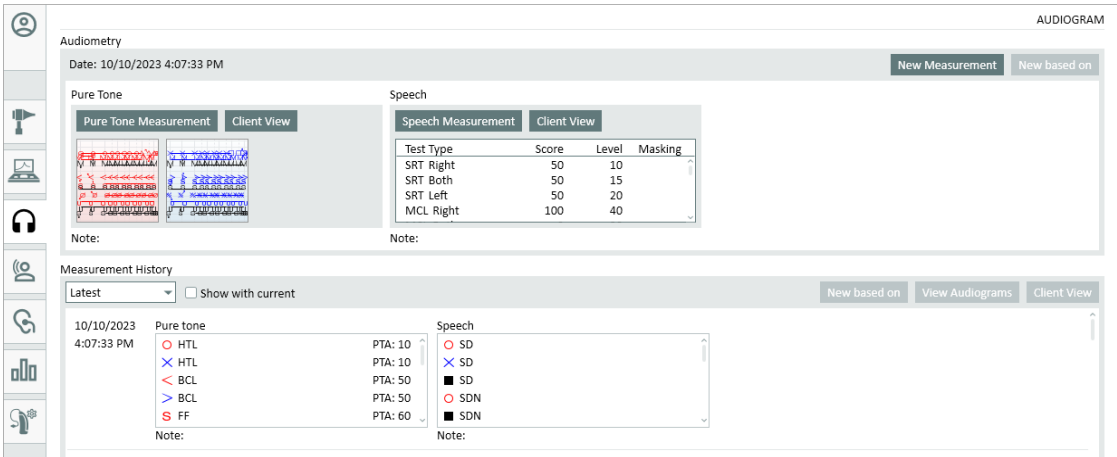 AUDIOGRAM
Audiometry
Date: 10/10/2023 4:07:33 PM
New Measurement
New based on
Pure Tone
Speech
Pure Tone Measurement
Client View
Speech Measurement
Client View
Test Type Score Level Masking
SRT Right 50 10
SRT Both 50 15
SRT Left 50 20
MCL Right 100 40
Note:
Note:
Measurement History
Latest
Show with current
New based on
View Audiograms
Client View
10/10/2023
4:07:33 PM
Pure tone
HTL PTA: 10
HTL PTA: 10
BCL PTA: 50
BCL PTA: 50
S FF PTA: 60
Note:
Speech
SD
SD
SD
SDN
SDN
Note: